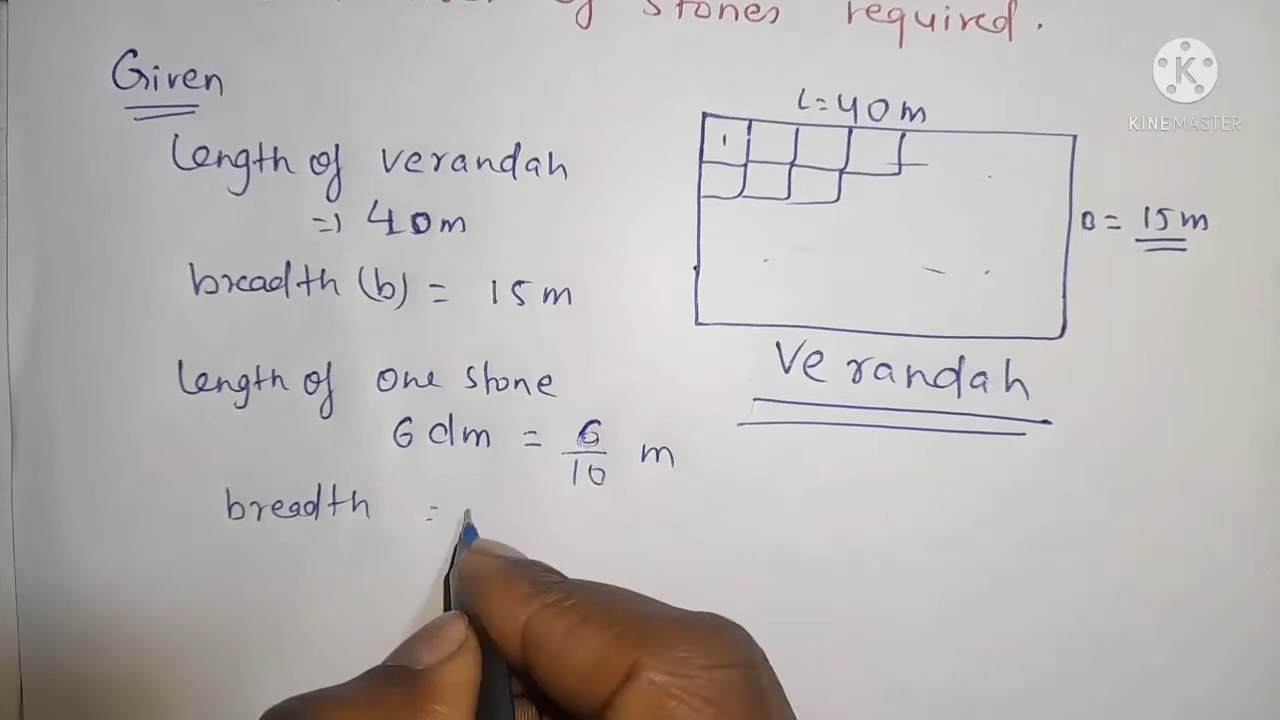 of stones required.
Given
length of verandah
=> 40m
breadth (b) = 15m
length of one stone
6 dm = 6/10 m
breadth =
L=40m
1
B = 15m
Verandah
KINEMASTER